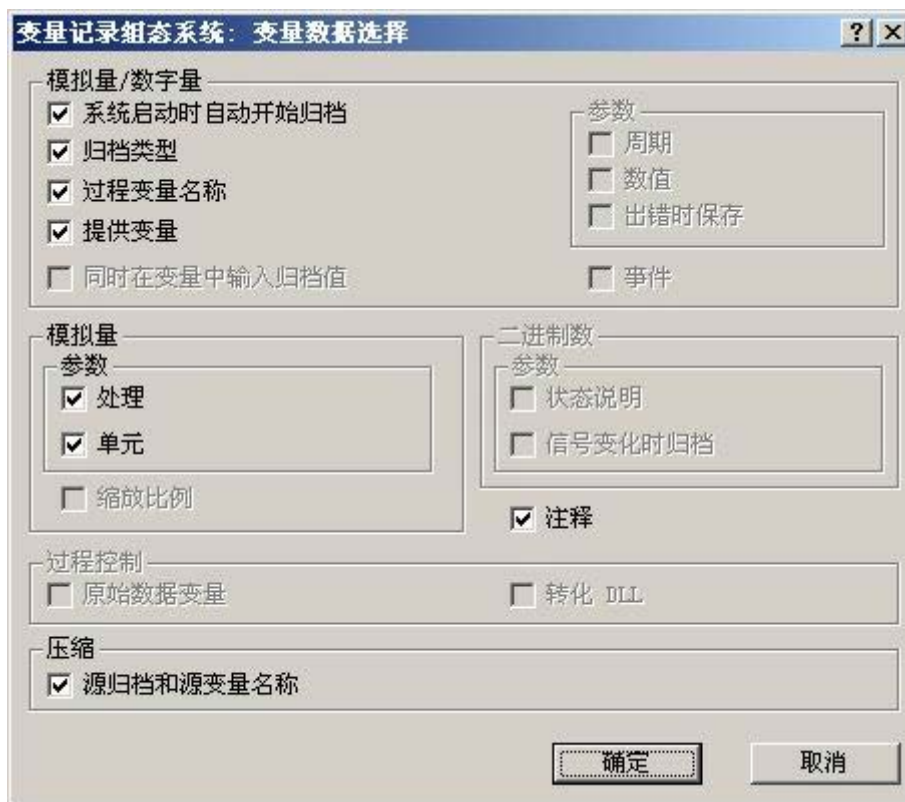 变量记录组态系统: 变量数据选择
模拟量/数字量
系统启动时自动开始归档
归档类型
过程变量名称
提供变量
同时在变量中输入归档值
参数
周期
数值
出错时保存
事件
模拟量
参数
处理
单元
缩放比例
二进制数
参数
状态说明
信号变化时归档
注释
过程控制
原始数据变量
转化 DLL
压缩
源归档和源变量名称
确定
取消